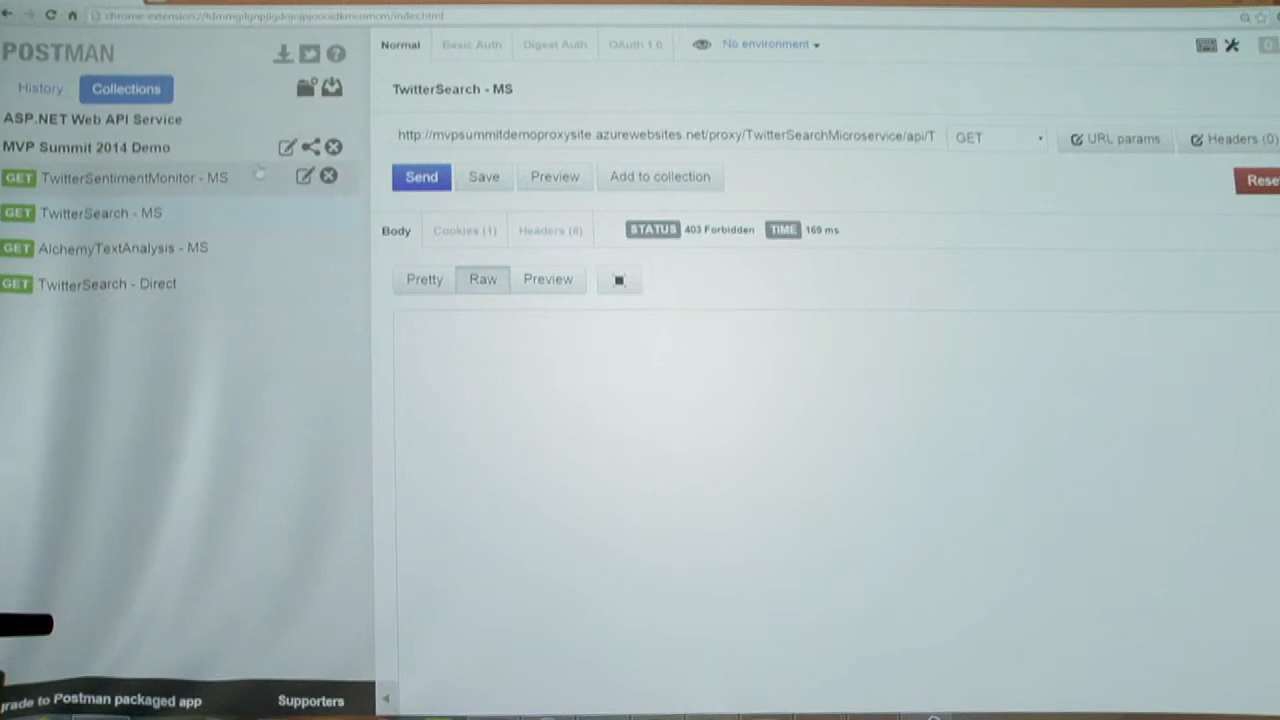 POSTMAN
History
Collections
ASP.NET Web API Service
MVP Summit 2014 Demo
GET TwitterSentimentMonitor - MS
GET TwitterSearch - MS
GET AlchemyTextAnalysis - MS
GET TwitterSearch - Direct
grade to Postman packaged app
Supporters
Normal
Basic Auth
Digest Auth
OAuth 1.0
No environment
TwitterSearch - MS
http://mvpsummitdemoproxysite.azurewebsites.net/proxy/TwitterSearchMicroservice/api/T
GET
URL params
Headers (0)
Send
Save
Preview
Add to collection
Rese
Body
Cookies (1)
Headers (8)
STATUS 403 Forbidden
TIME 169 ms
Pretty
Raw
Preview